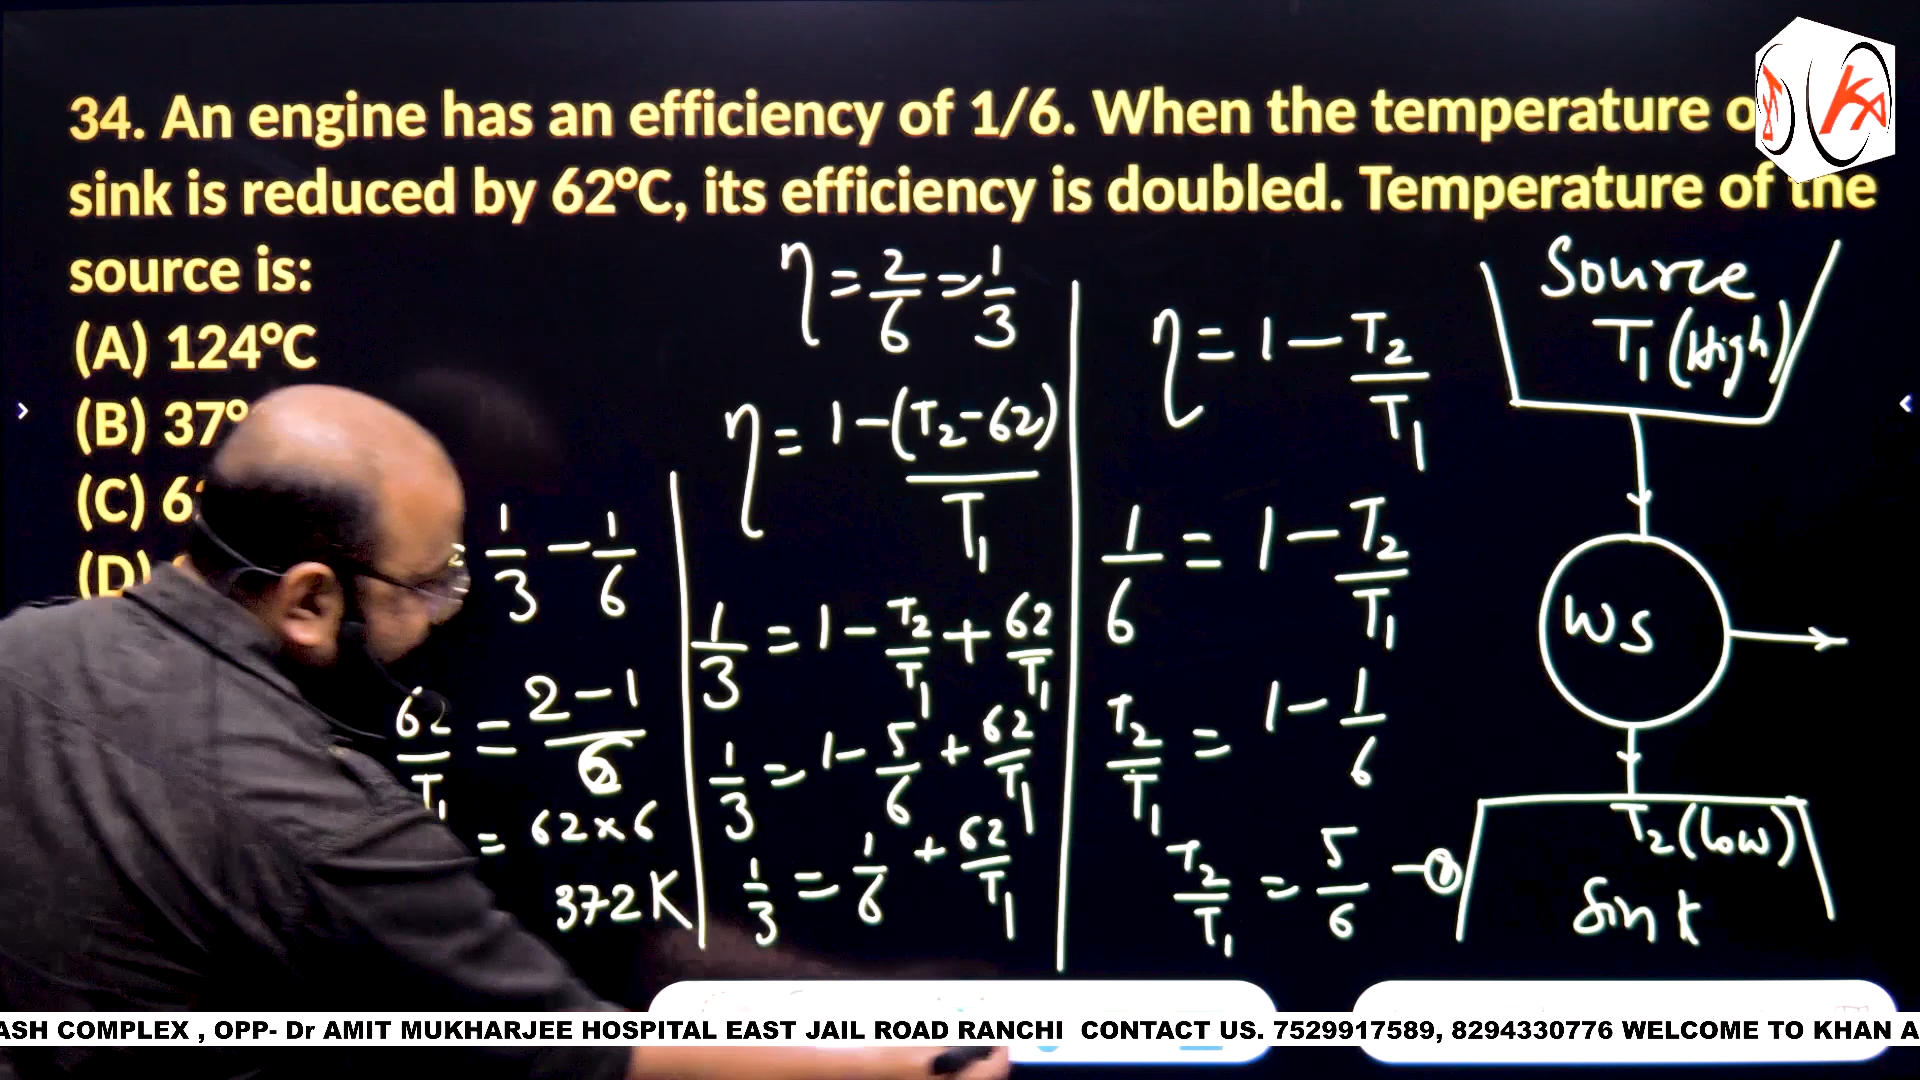 34. An engine has an efficiency of 1/6. When the temperature o
sink is reduced by 62°C, its efficiency is doubled. Temperature of the
source is:
(A) 124°C
(B) 37°
(C) 6
(D)
η = 2/6 = 1/3
η = 1-(T₂-62)/T₁
1/3 = 1 - T₂/T₁ + 62/T₁
1/3 = 1 - 5/6 + 62/T₁
1/3 = 1/6 + 62/T₁
= 1/3 - 1/6
62/T₁ = 2-1/6
= 62×6
372K
η = 1 - T₂/T₁
1/6 = 1 - T₂/T₁
T₂/T₁ = 1 - 1/6
T₂/T₁ = 5/6 -①
Source
T₁ (High)
WS
T₂ (low)
Sink
KA
ASH COMPLEX , OPP- Dr AMIT MUKHARJEE HOSPITAL EAST JAIL ROAD RANCHI CONTACT US. 7529917589, 8294330776 WELCOME TO KHAN A